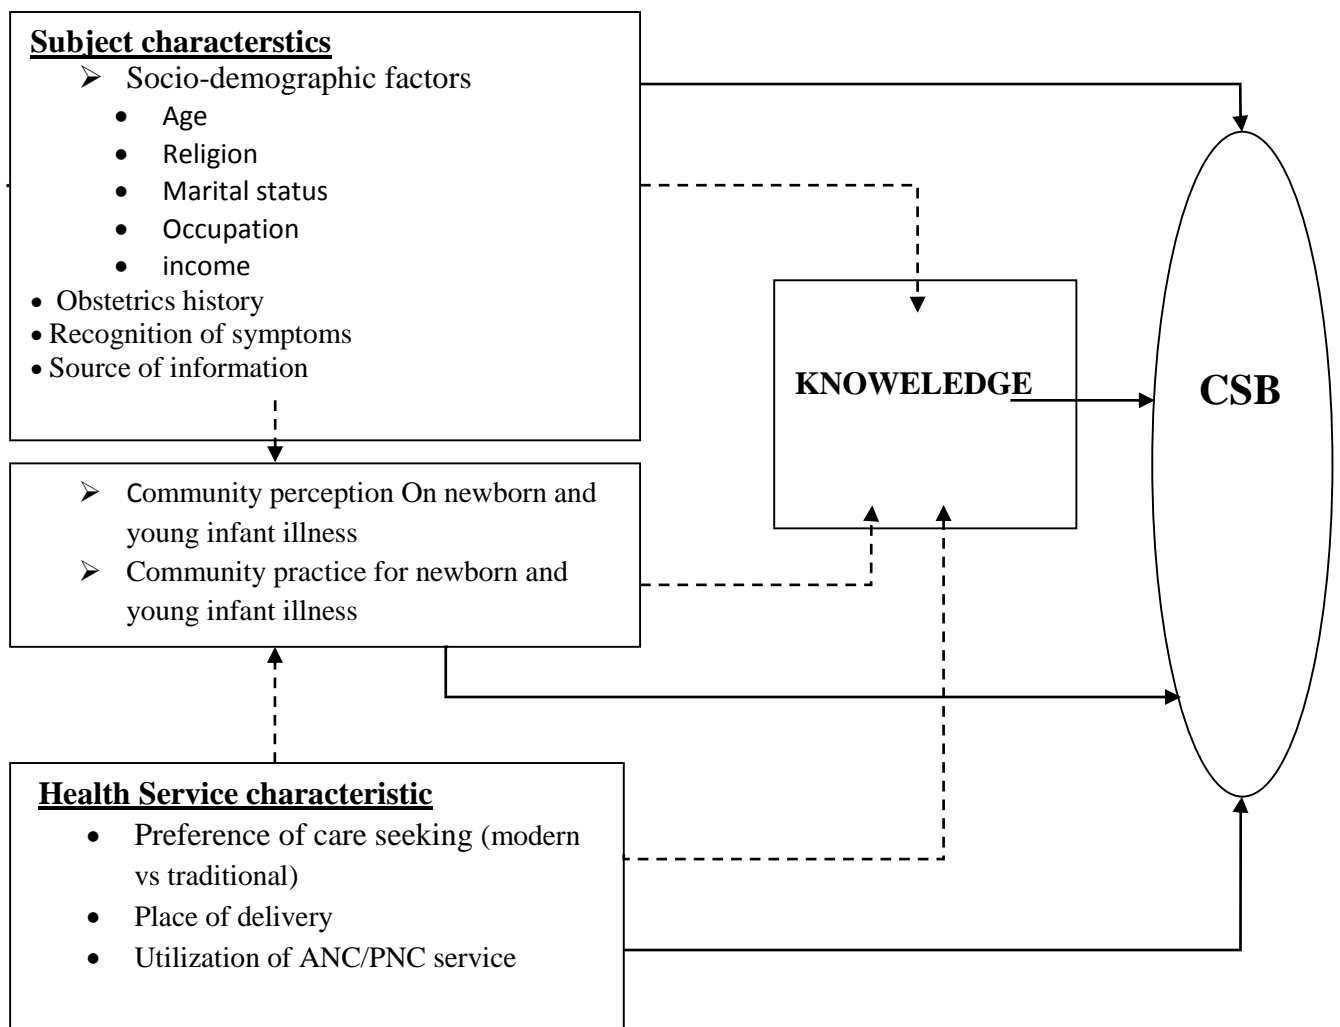 Subject characterstics
➢ Socio-demographic factors
• Age
• Religion
• Marital status
• Occupation
• income
• Obstetrics history
• Recognition of symptoms
• Source of information
KNOWELEDGE
CSB
➢ Community perception On newborn and
young infant illness
➢ Community practice for newborn and
young infant illness
Health Service characteristic
• Preference of care seeking (modern
vs traditional)
• Place of delivery
• Utilization of ANC/PNC service